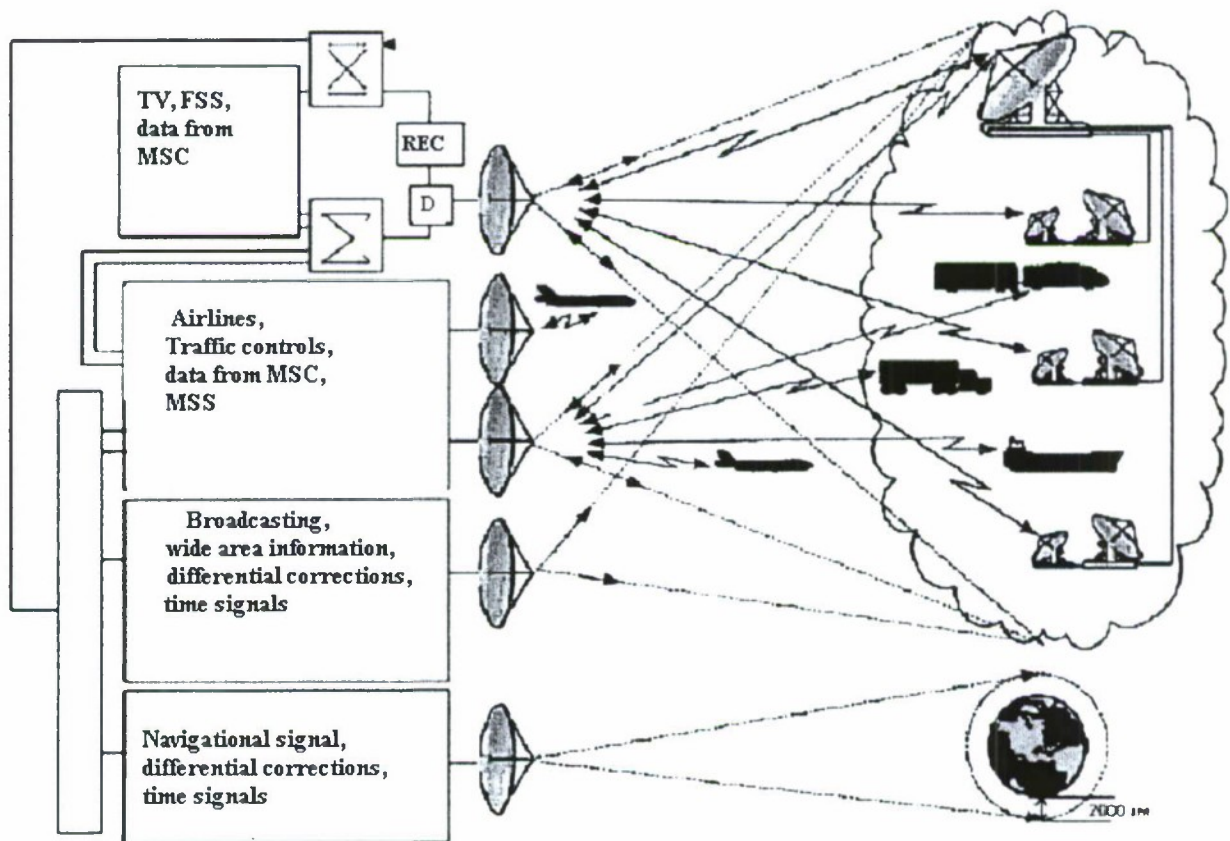 TV, FSS,
data from
MSC
REC
D
Airlines,
Traffic controls,
data from MSC,
MSS
Broadcasting,
wide area information,
differential corrections,
time signals
Navigational signal,
differential corrections,
time signals
2000